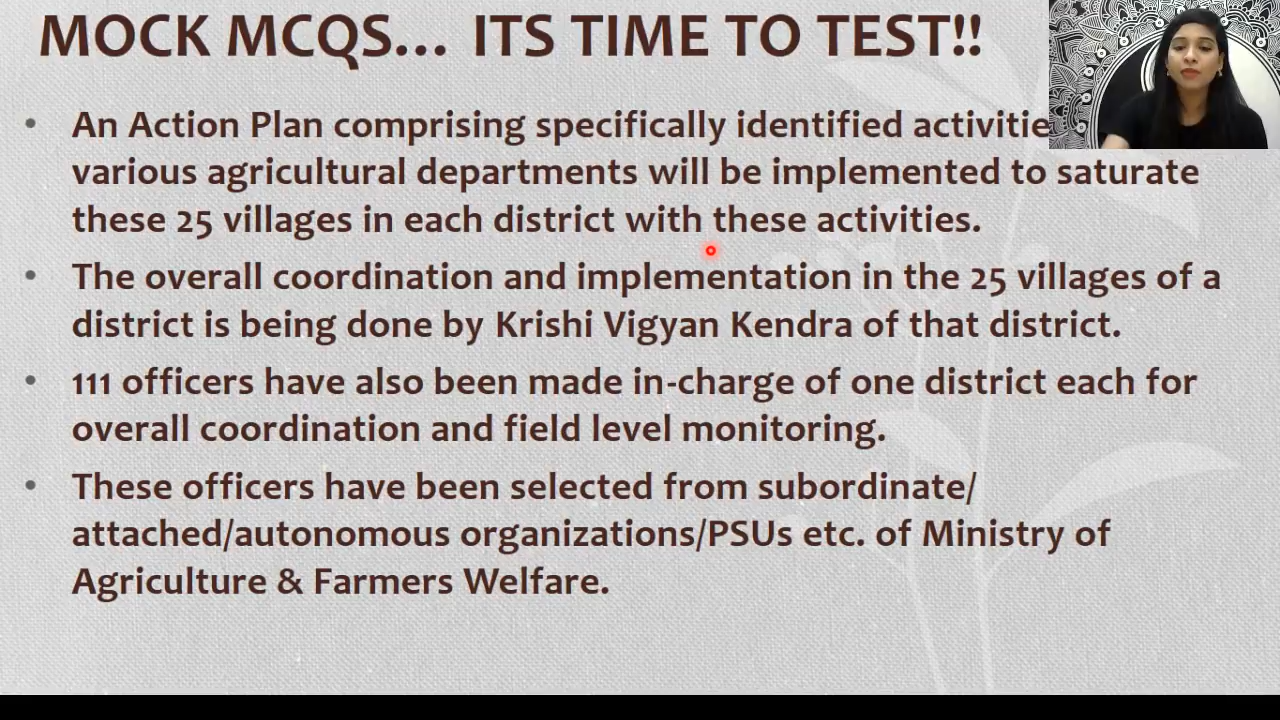 MOCK MCQS... ITS TIME TO TEST!!
• An Action Plan comprising specifically identified
various agricultural departments will be implemented to saturate
these 25 villages in each district with these activities.
• The overall coordination and implementation in the 25 villages of a
district is being done by Krishi Vigyan Kendra of that district.
• 111 officers have also been made in-charge of one district each for
overall coordination and field level monitoring.
• These officers have been selected from subordinate/
attached/autonomous organizations/PSUs etc. of Ministry of
Agriculture & Farmers Welfare.